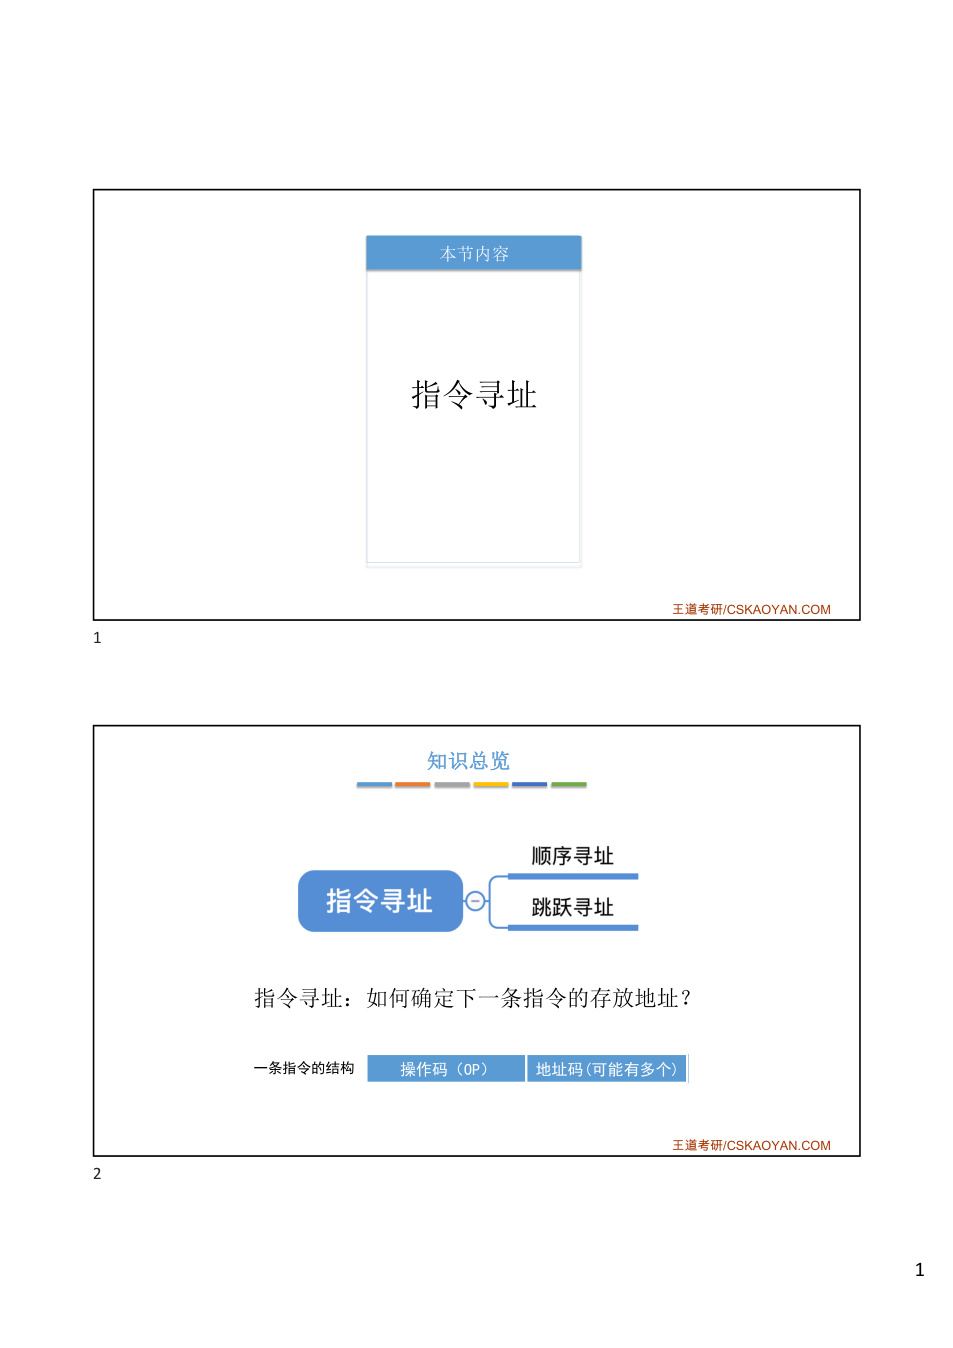 本节内容
指令寻址
王道考研/CSKAOYAN.COM
1
知识总览
顺序寻址
指令寻址
跳跃寻址
指令寻址：如何确定下一条指令的存放地址？
一条指令的结构 操作码（OP） 地址码(可能有多个)
王道考研/CSKAOYAN.COM
2
1